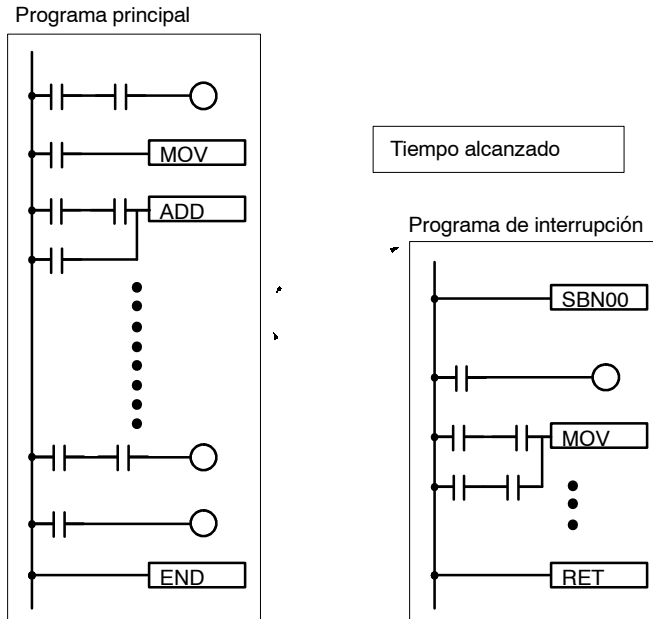 Programa principal
MOV
ADD
END
Tiempo alcanzado
Programa de interrupción
SBN00
MOV
RET